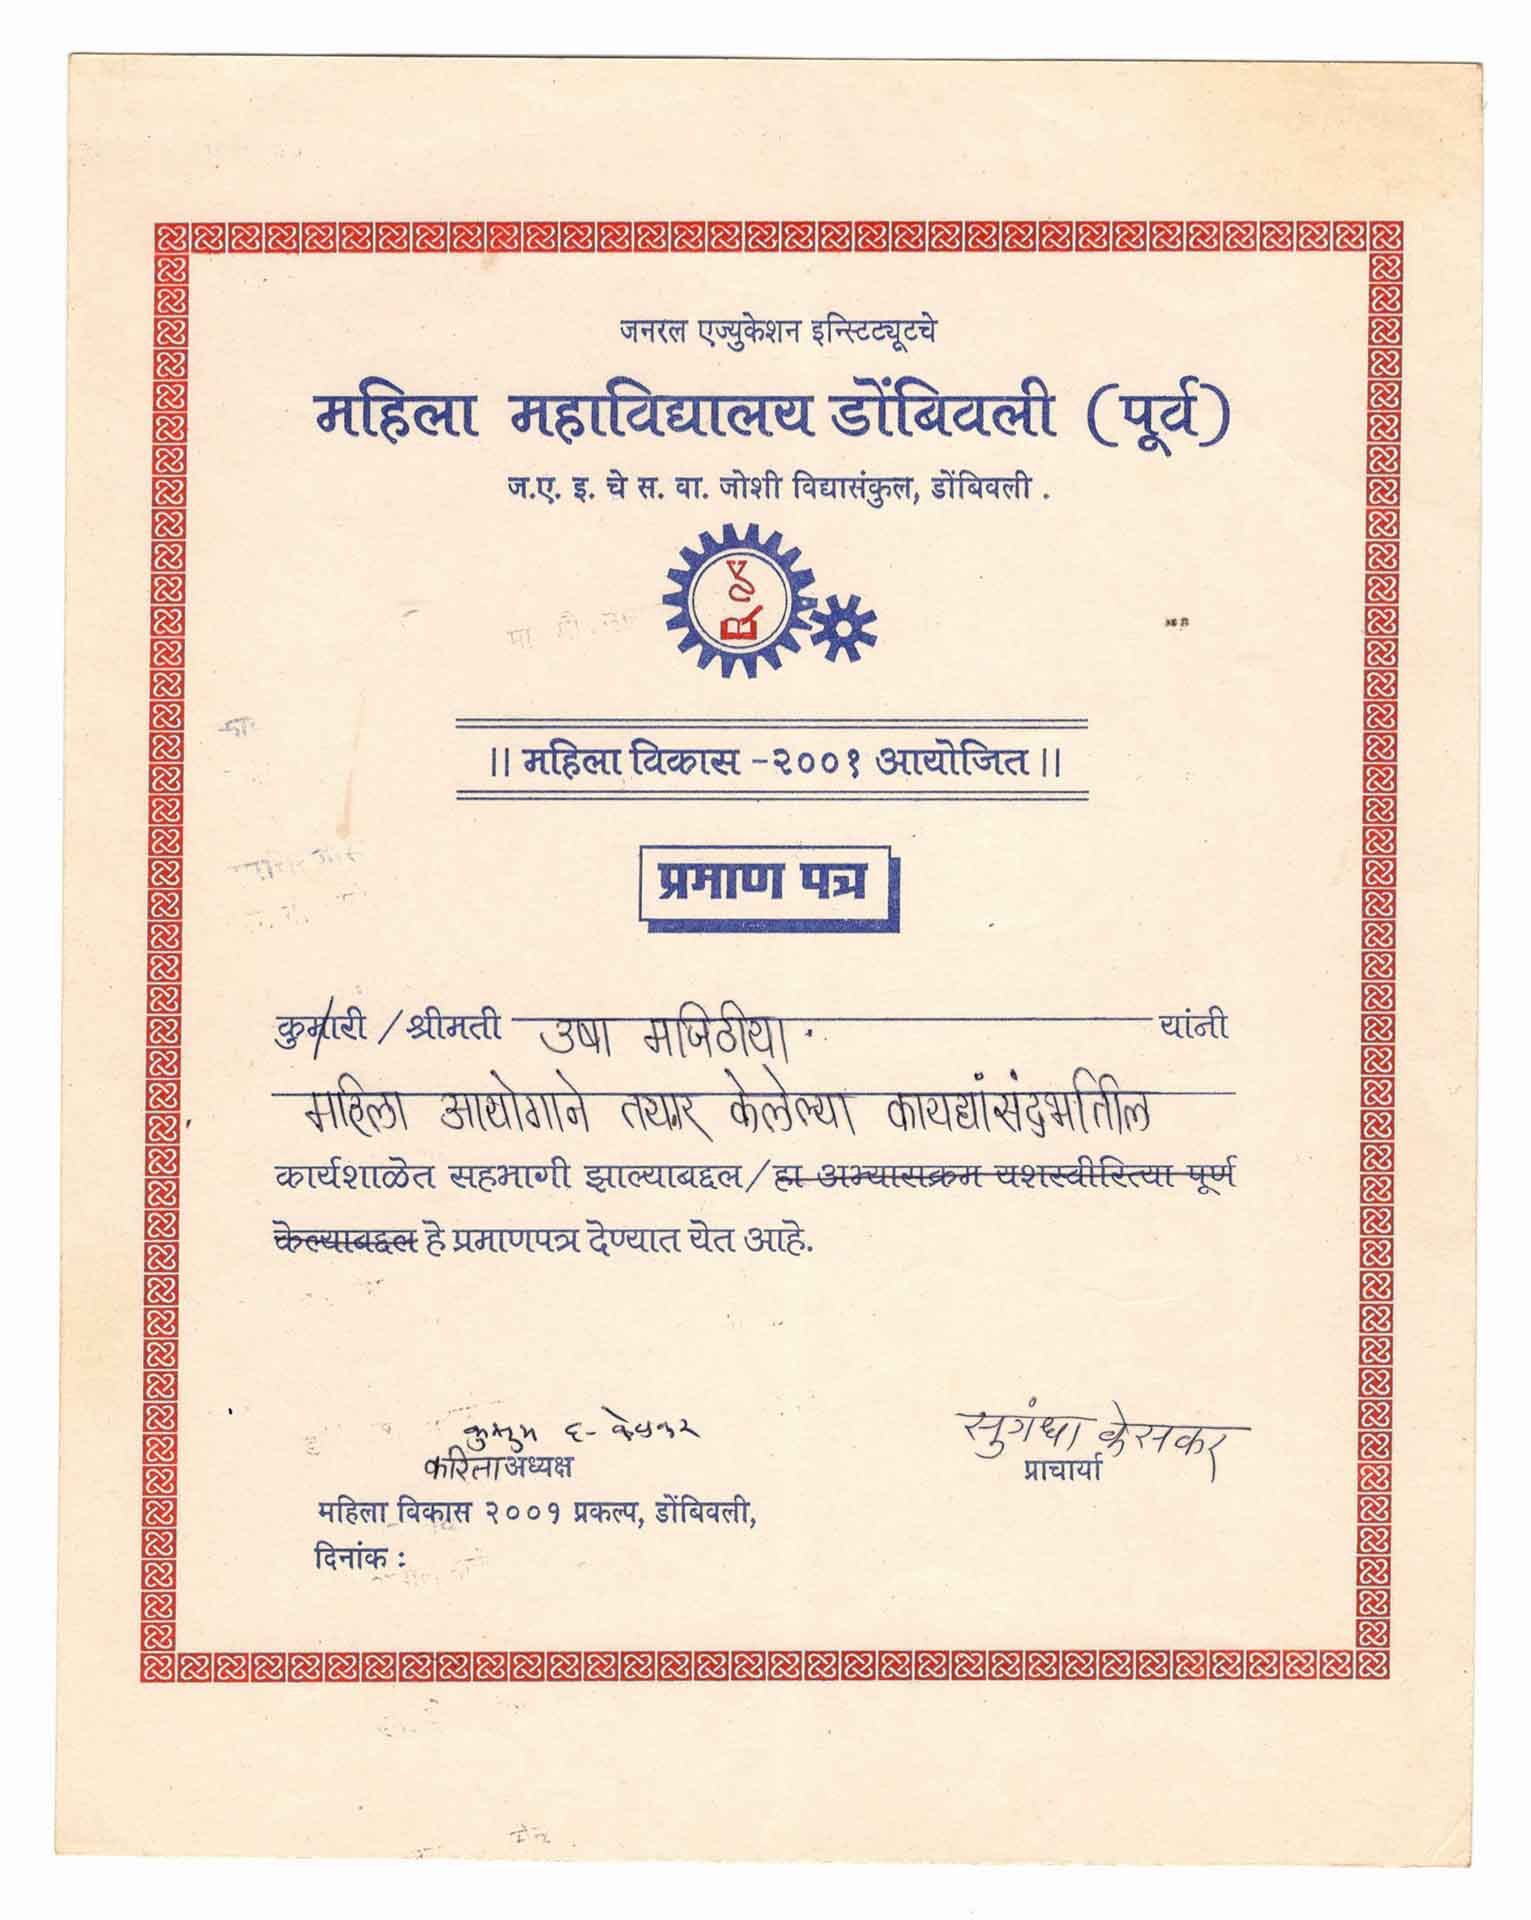 जनरल एज्युकेशन इन्स्टिट्यूटचे
महिला महाविद्यालय डोंबिवली (पूर्व)
ज.ए. इ. चे स. वा. जोशी विद्यासंकुल, डोंबिवली .
|| महिला विकास -२००१ आयोजित ||
प्रमाण पत्र
कुमारी / श्रीमती उषा मजिठीया . यांनी
महिला आयोगाने तयार केलेल्या कायद्यांसंदर्भातिल
कार्यशाळेत सहभागी झाल्याबद्दल / हा अभ्यासक्रम यशस्वीरित्या पूर्ण
केल्याबद्दल हे प्रमाणपत्र देण्यात येत आहे.
कुसुम
सुगंधा केसकर
करिता अध्यक्ष
प्राचार्या
महिला विकास २००१ प्रकल्प, डोंबिवली,
दिनांक :